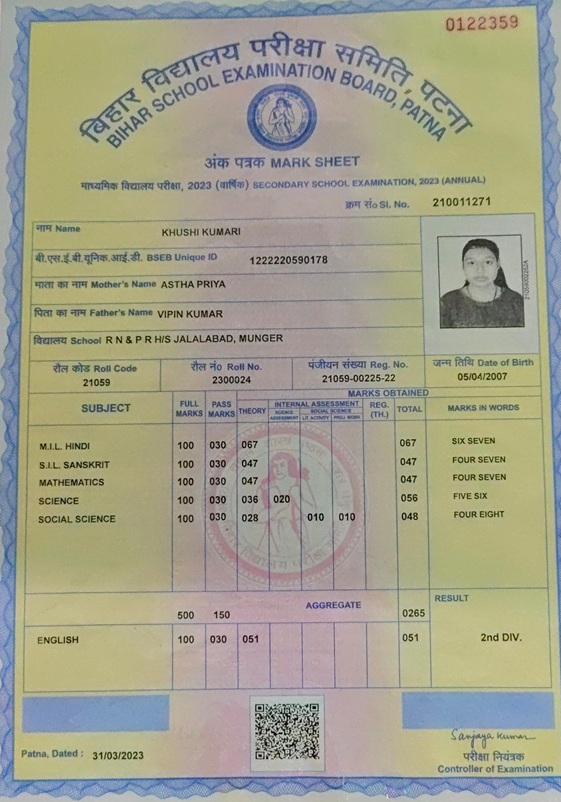 0122359
बिहार विद्यालय परीक्षा समिति, पटना
BIHAR SCHOOL EXAMINATION BOARD, PATNA
अंक पत्रक MARK SHEET
माध्यमिक विद्यालय परीक्षा, 2023 (वार्षिक) SECONDARY SCHOOL EXAMINATION, 2023 (ANNUAL)
क्रम सं० Sl. No. 210011271
नाम Name KHUSHI KUMARI
बी.एस.ई.बी.यूनिक.आई.डी. BSEB Unique ID 1222220590178
माता का नाम Mother's Name ASTHA PRIYA
पिता का नाम Father's Name VIPIN KUMAR
विद्यालय School R N & P R H/S JALALABAD, MUNGER
रौल कोड Roll Code रौल नं० Roll No. पंजीयन संख्या Reg. No. जन्म तिथि Date of Birth
21059 2300024 21059-00225-22 05/04/2007
MARKS OBTAINED
SUBJECT FULL MARKS PASS MARKS THEORY INTERNAL ASSESSMENT SCIENCE ASSESSMENT SOCIAL SCIENCE LIT. ACTIVITY PROJ. WORK REG. (TH.) TOTAL MARKS IN WORDS
M.I.L. HINDI 100 030 067 067 SIX SEVEN
S.I.L. SANSKRIT 100 030 047 047 FOUR SEVEN
MATHEMATICS 100 030 047 047 FOUR SEVEN
SCIENCE 100 030 036 020 056 FIVE SIX
SOCIAL SCIENCE 100 030 028 010 010 048 FOUR EIGHT
500 150 AGGREGATE 0265 RESULT
ENGLISH 100 030 051 051 2nd DIV.
Sanjaya Kumar
Patna, Dated : 31/03/2023
परीक्षा नियंत्रक
Controller of Examination